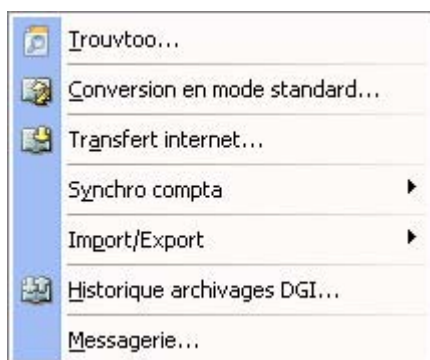 Trouvtoo...
Conversion en mode standard...
Transfert internet...
Synchro compta
Import/Export
Historique archivages DGI...
Messagerie...